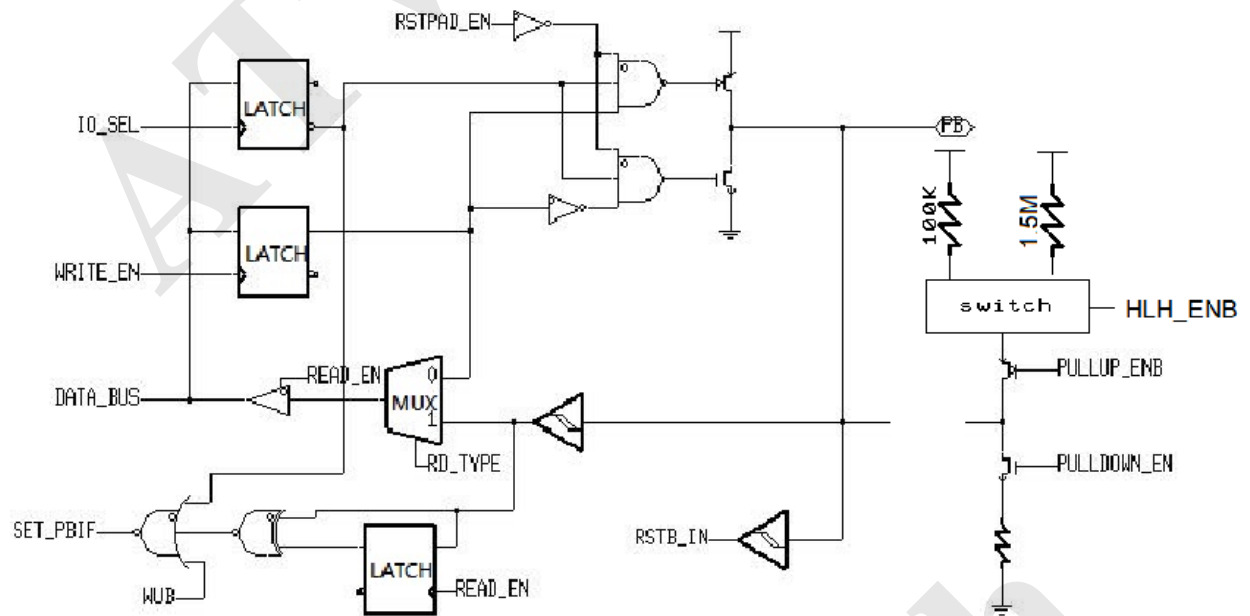 RSTPAD_EN
LATCH
IO_SEL
PB
100K
1.5M
LATCH
WRITE_EN
switch
HLH_ENB
READ_EN
0
PULLUP_ENB
DATA_BUS
MUX
1
RD_TYPE
PULLDOWN_EN
SET_PBIF
RSTB_IN
LATCH
READ_EN
WUB